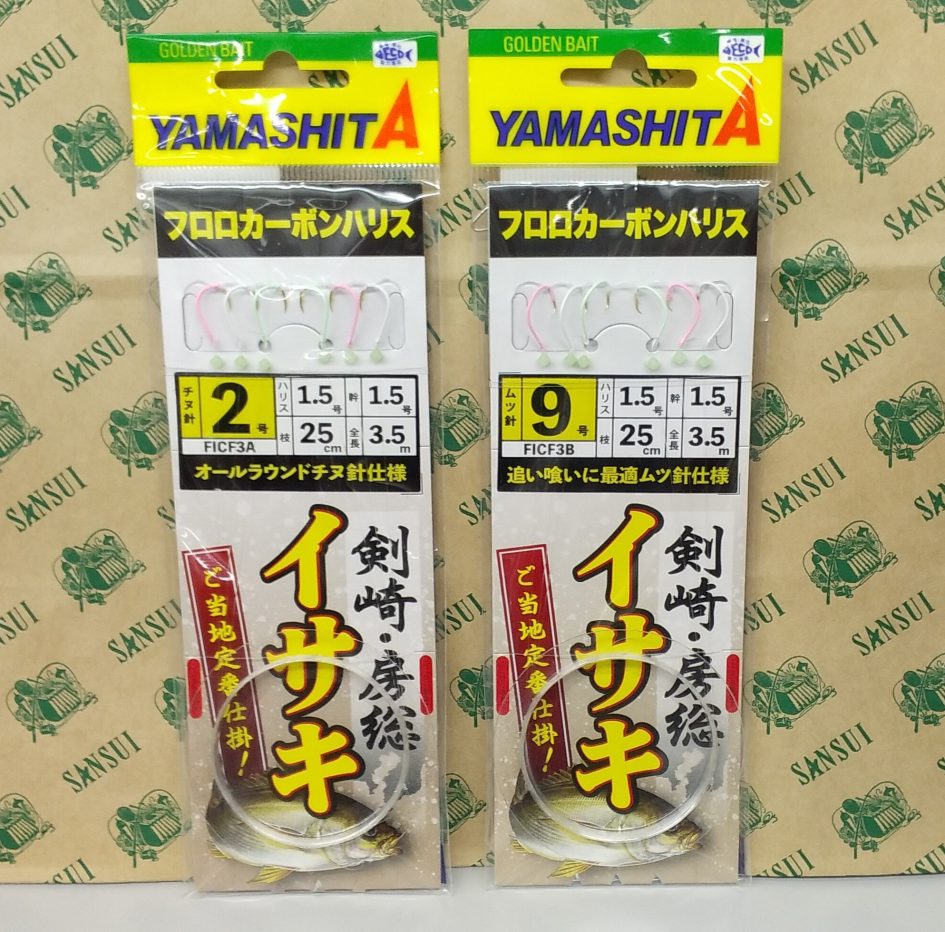 GOLDEN BAIT
ECO
YAMASHITA
フロロカーボンハリス
チヌ針
2号
FICF3A
ハリス 1.5号
幹 1.5号
枝 25cm
全長 3.5m
オールラウンドチヌ針仕様
剣崎・房総
イサキ
ご当地定番仕掛!
GOLDEN BAIT
ECO
YAMASHITA
フロロカーボンハリス
ムツ針
9号
FICF3B
ハリス 1.5号
幹 1.5号
枝 25cm
全長 3.5m
追い喰いに最適ムツ針仕様
剣崎・房総
イサキ
ご当地定番仕掛!
SANSUI